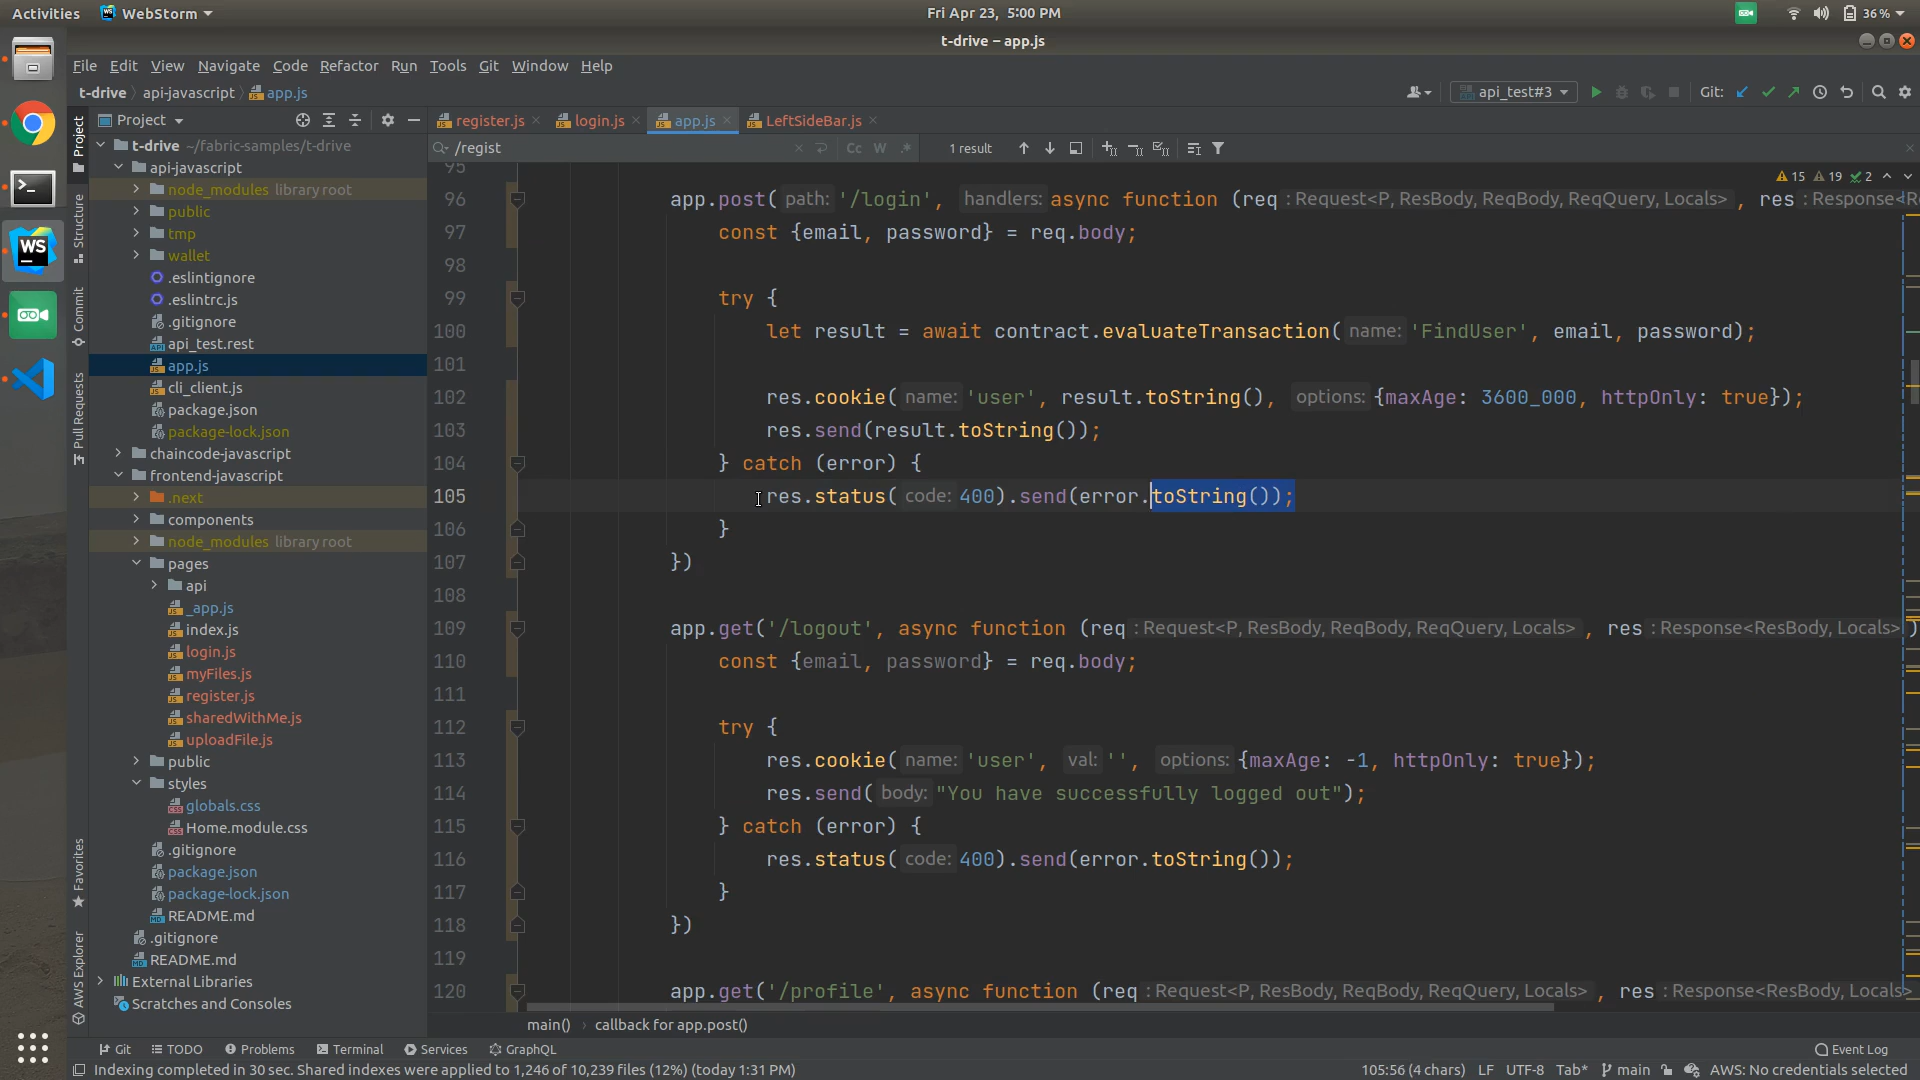 Activities WebStorm Fri Apr 23, 5:00 PM 36%
t-drive – app.js
File Edit View Navigate Code Refactor Run Tools Git Window Help
t-drive api-javascript app.js api_test#3 Git:
Project register.js login.js app.js LeftSideBar.js
/regist Cc W .* 1 result
15 19 2
Project
Structure
Commit
Pull Requests
Favorites
AWS Explorer
t-drive ~/fabric-samples/t-drive
api-javascript
node_modules library root
public
tmp
wallet
.eslintignore
.eslintrc.js
.gitignore
api_test.rest
app.js
cli_client.js
package.json
package-lock.json
chaincode-javascript
frontend-javascript
.next
components
node_modules library root
pages
api
_app.js
index.js
login.js
myFiles.js
register.js
sharedWithMe.js
uploadFile.js
public
styles
globals.css
Home.module.css
.gitignore
package.json
package-lock.json
README.md
.gitignore
README.md
External Libraries
Scratches and Consoles
95
96 app.post( path: '/login', handlers: async function (req : Request<P, ResBody, ReqBody, ReqQuery, Locals> , res : Response<Re
97 const {email, password} = req.body;
98
99 try {
100 let result = await contract.evaluateTransaction( name: 'FindUser', email, password);
101
102 res.cookie( name: 'user', result.toString(), options: {maxAge: 3600_000, httpOnly: true});
103 res.send(result.toString());
104 } catch (error) {
105 res.status( code: 400).send(error.toString());
106 }
107 })
108
109 app.get('/logout', async function (req : Request<P, ResBody, ReqBody, ReqQuery, Locals> , res : Response<ResBody, Locals> )
110 const {email, password} = req.body;
111
112 try {
113 res.cookie( name: 'user', val: '', options: {maxAge: -1, httpOnly: true});
114 res.send( body: "You have successfully logged out");
115 } catch (error) {
116 res.status( code: 400).send(error.toString());
117 }
118 })
119
120 app.get('/profile', async function (req : Request<P, ResBody, ReqBody, ReqQuery, Locals> , res : Response<ResBody, Locals>
main() callback for app.post()
Git TODO Problems Terminal Services GraphQL Event Log
Indexing completed in 30 sec. Shared indexes were applied to 1,246 of 10,239 files (12%) (today 1:31 PM) 105:56 (4 chars) LF UTF-8 Tab* main AWS: No credentials selected